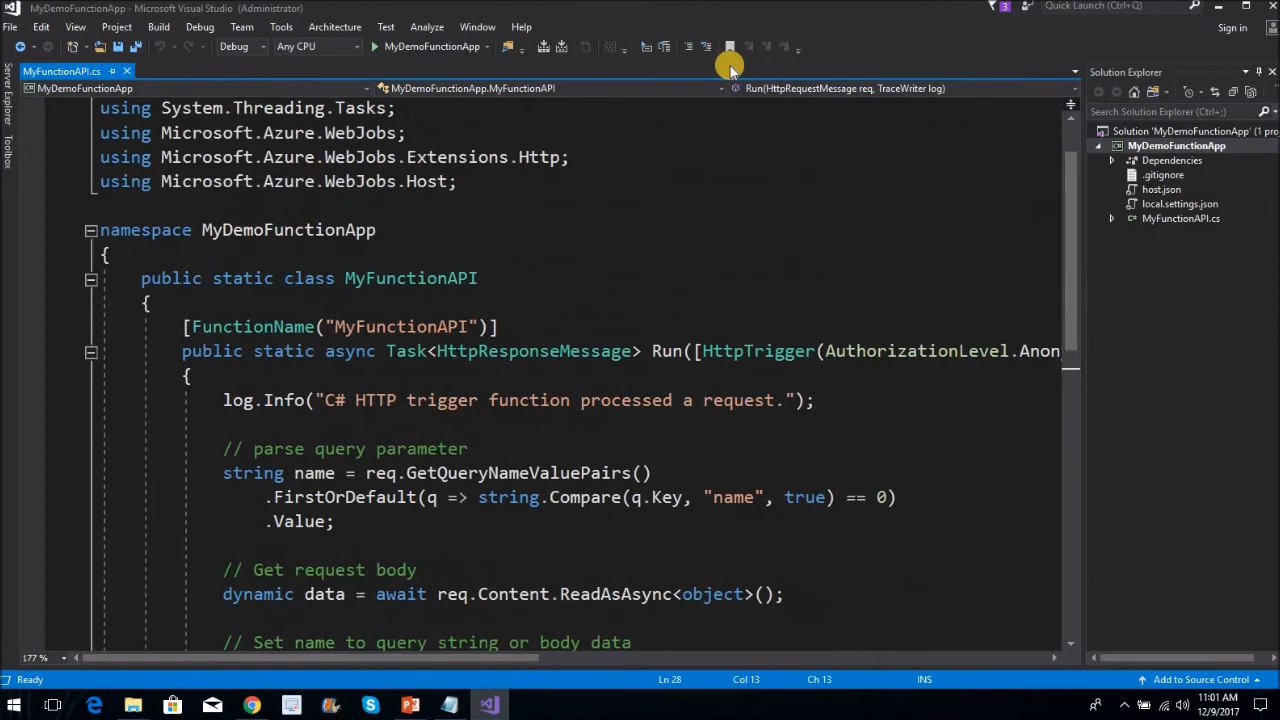 MyDemoFunctionApp - Microsoft Visual Studio (Administrator)
3
Quick Launch (Ctrl+Q)
File Edit View Project Build Debug Team Tools Architecture Test Analyze Window Help
Sign in
Debug Any CPU MyDemoFunctionApp
MyFunctionAPI.cs
MyDemoFunctionApp MyDemoFunctionApp.MyFunctionAPI Run(HttpRequestMessage req, TraceWriter log)
using System.Threading.Tasks;
using Microsoft.Azure.WebJobs;
using Microsoft.Azure.WebJobs.Extensions.Http;
using Microsoft.Azure.WebJobs.Host;
namespace MyDemoFunctionApp
{
public static class MyFunctionAPI
{
[FunctionName("MyFunctionAPI")]
public static async Task<HttpResponseMessage> Run([HttpTrigger(AuthorizationLevel.Anon
{
log.Info("C# HTTP trigger function processed a request.");
// parse query parameter
string name = req.GetQueryNameValuePairs()
.FirstOrDefault(q => string.Compare(q.Key, "name", true) == 0)
.Value;
// Get request body
dynamic data = await req.Content.ReadAsAsync<object>();
// Set name to query string or body data
177 %
Server Explorer
Toolbox
Solution Explorer
Search Solution Explorer (Ctrl+;)
Solution 'MyDemoFunctionApp' (1 pro
MyDemoFunctionApp
Dependencies
.gitignore
host.json
local.settings.json
MyFunctionAPI.cs
Ready Ln 28 Col 13 Ch 13 INS Add to Source Control
11:01 AM
12/9/2017